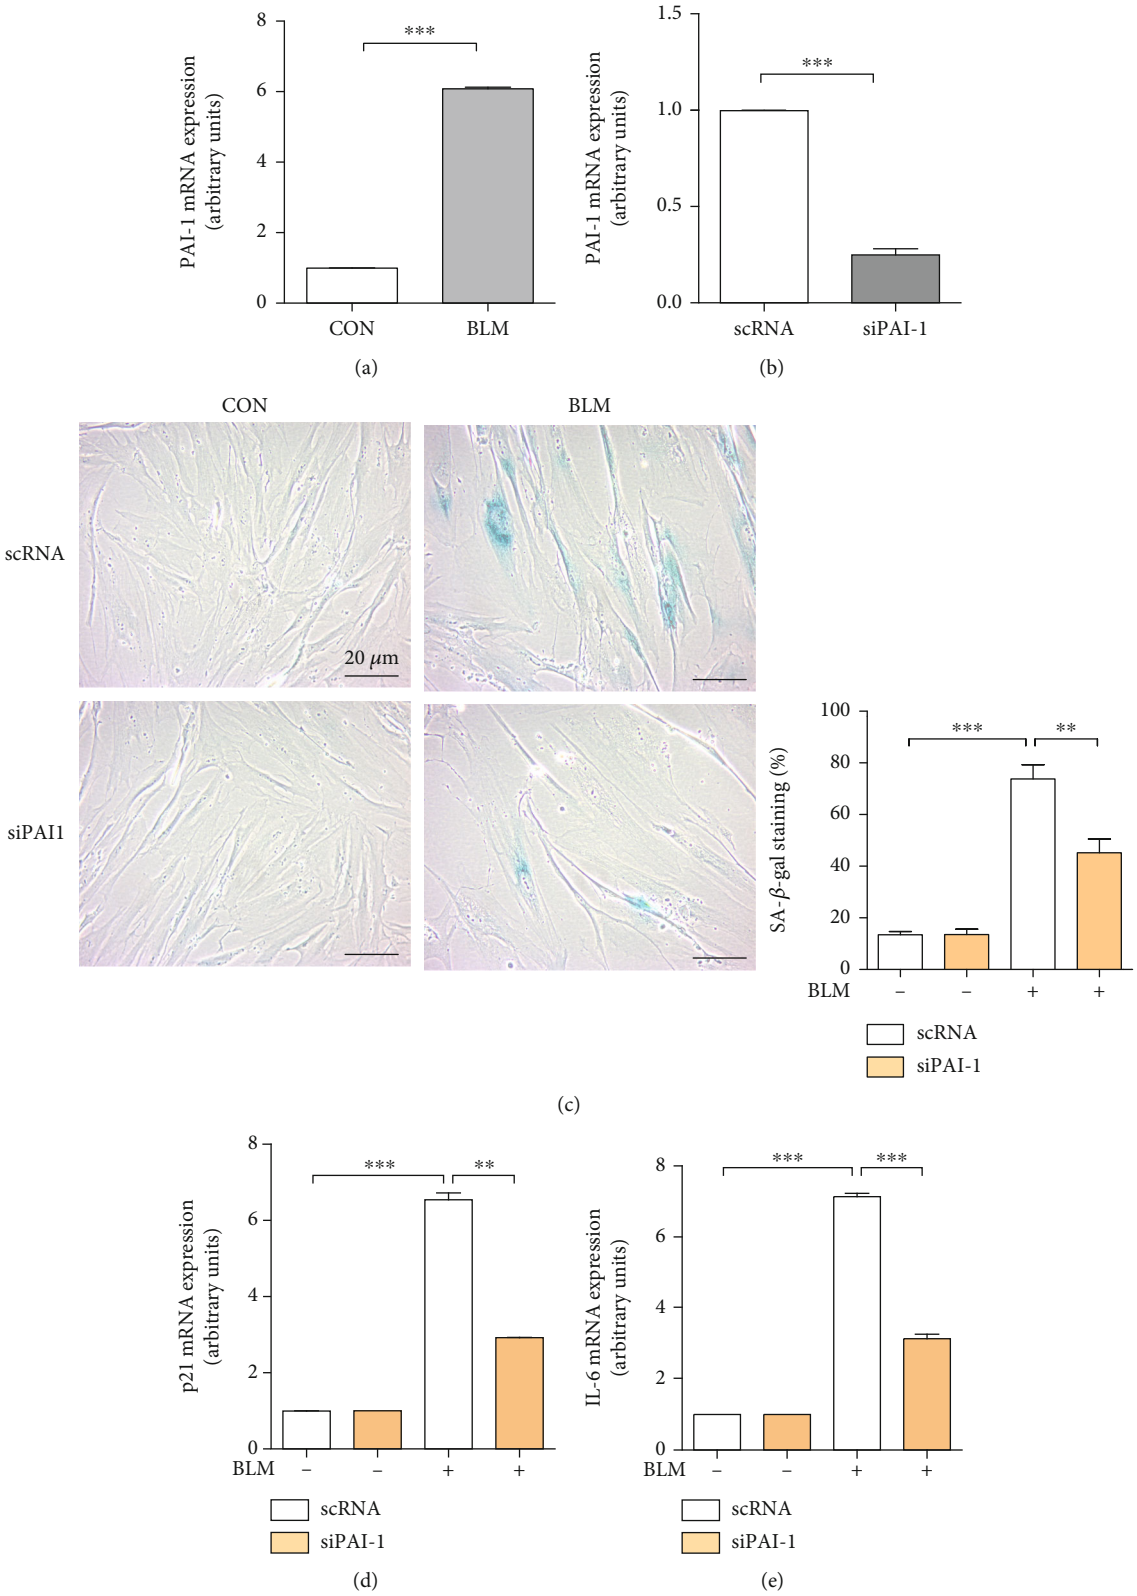 PAI-1 mRNA expression
(arbitrary units)
8
6
4
2
0
***
CON
BLM
(a)
PAI-1 mRNA expression
(arbitrary units)
1.5
1.0
0.5
0.0
***
scRNA
siPAI-1
(b)
CON
BLM
scRNA
20 μm
siPAI1
SA-β-gal staining (%)
100
80
60
40
20
0
***
**
BLM – – + +
scRNA
siPAI-1
(c)
p21 mRNA expression
(arbitrary units)
8
6
4
2
0
***
**
BLM – – + +
scRNA
siPAI-1
(d)
IL-6 mRNA expression
(arbitrary units)
8
6
4
2
0
***
***
BLM – – + +
scRNA
siPAI-1
(e)